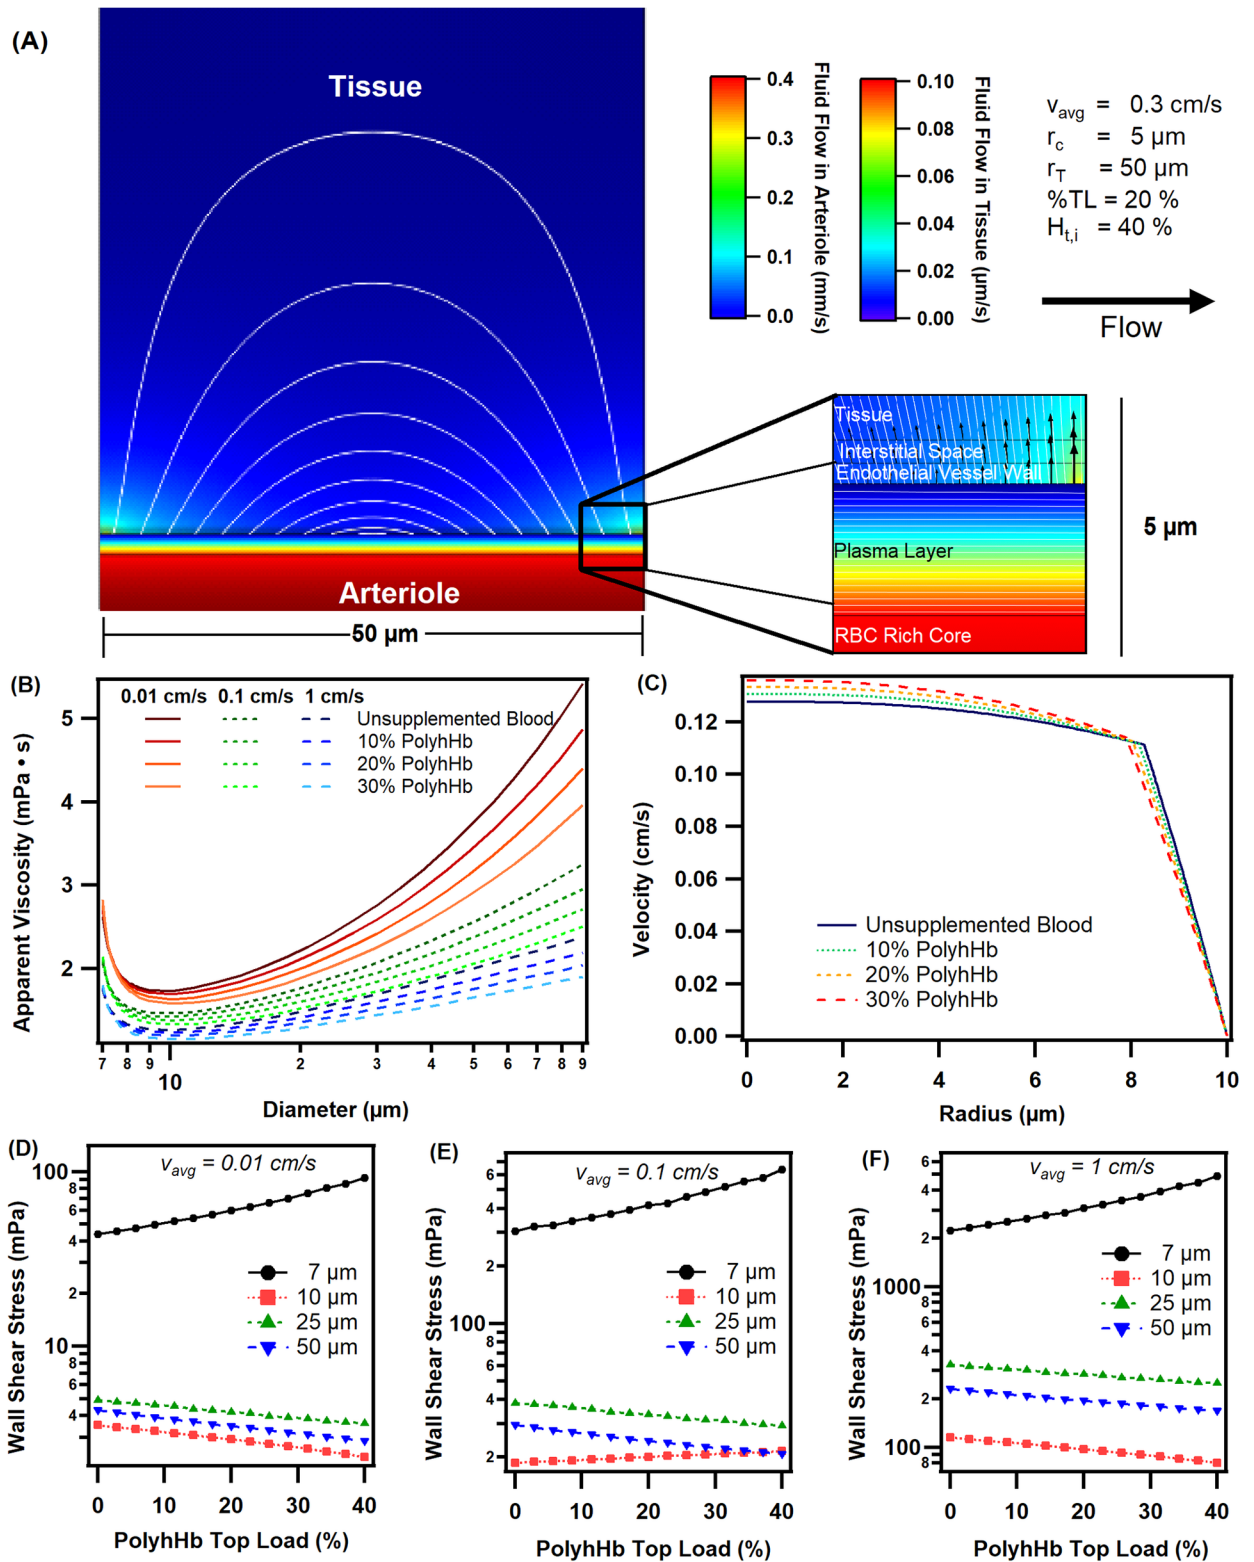 (A)
Tissue
0.4
0.3
0.4
0.1
0.0
Fluid Flow in Arteriole (mm/s)
0.10
0.08
0.06
0.04
0.02
0.00
Fluid Flow in Tissue (µm/s)
vavg = 0.3 cm/s
rc = 5 µm
rT = 50 µm
%TL = 20 %
Ht,i = 40 %
Flow
Arteriole
50 µm
Tissue
Interstitial Space
Endothelial Vessel Wall
Plasma Layer
RBC Rich Core
5 µm
(B)
0.01 cm/s 0.1 cm/s 1 cm/s
Unsupplemented Blood
10% PolyhHb
20% PolyhHb
30% PolyhHb
5
4
3
2
Apparent Viscosity (mPa • s)
7 8 9 10 2 3 4 5 6 7 8 9
Diameter (µm)
(C)
0.12
0.10
0.08
0.06
0.04
0.02
0.00
Velocity (cm/s)
Unsupplemented Blood
10% PolyhHb
20% PolyhHb
30% PolyhHb
0 2 4 6 8 10
Radius (µm)
(D)
vavg = 0.01 cm/s
100
8
6
4
2
10
8
6
4
Wall Shear Stress (mPa)
7 µm
10 µm
25 µm
50 µm
0 10 20 30 40
PolyhHb Top Load (%)
(E)
vavg = 0.1 cm/s
6
4
2
100
8
6
4
2
Wall Shear Stress (mPa)
7 µm
10 µm
25 µm
50 µm
0 10 20 30 40
PolyhHb Top Load (%)
(F)
vavg = 1 cm/s
6
4
2
1000
8
6
4
2
100
8
Wall Shear Stress (mPa)
7 µm
10 µm
25 µm
50 µm
0 10 20 30 40
PolyhHb Top Load (%)